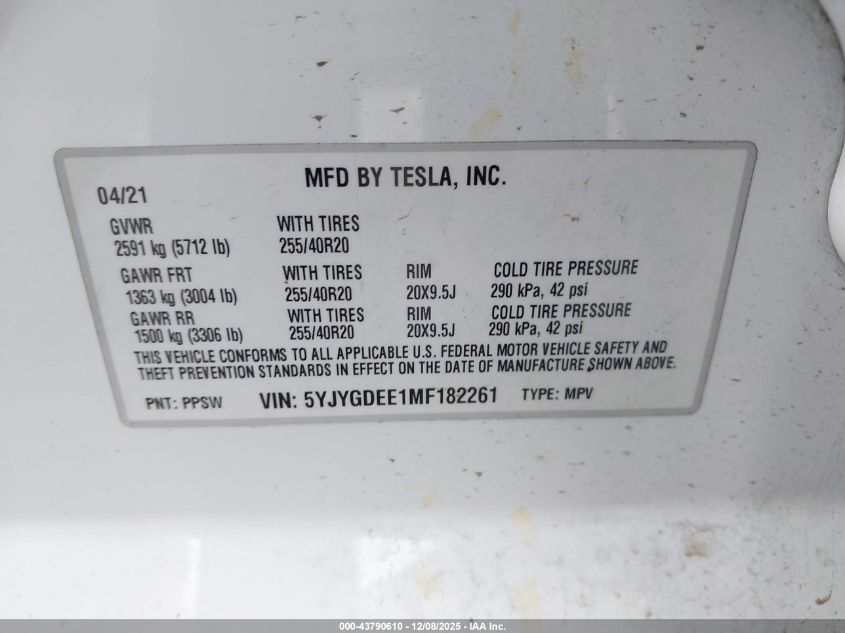 MFD BY TESLA, INC.
04/21
GVWR WITH TIRES
2591 kg (5712 lb) 255/40R20
GAWR FRT WITH TIRES RIM COLD TIRE PRESSURE
1363 kg (3004 lb) 255/40R20 20X9.5J 290 kPa, 42 psi
GAWR RR WITH TIRES RIM COLD TIRE PRESSURE
1500 kg (3306 lb) 255/40R20 20X9.5J 290 kPa, 42 psi
THIS VEHICLE CONFORMS TO ALL APPLICABLE U.S. FEDERAL MOTOR VEHICLE SAFETY AND
THEFT PREVENTION STANDARDS IN EFFECT ON THE DATE OF MANUFACTURE SHOWN ABOVE.
PNT: PPSW VIN: 5YJYGDEE1MF182261 TYPE: MPV
000-43790610 - 12/08/2025 - IAA Inc.